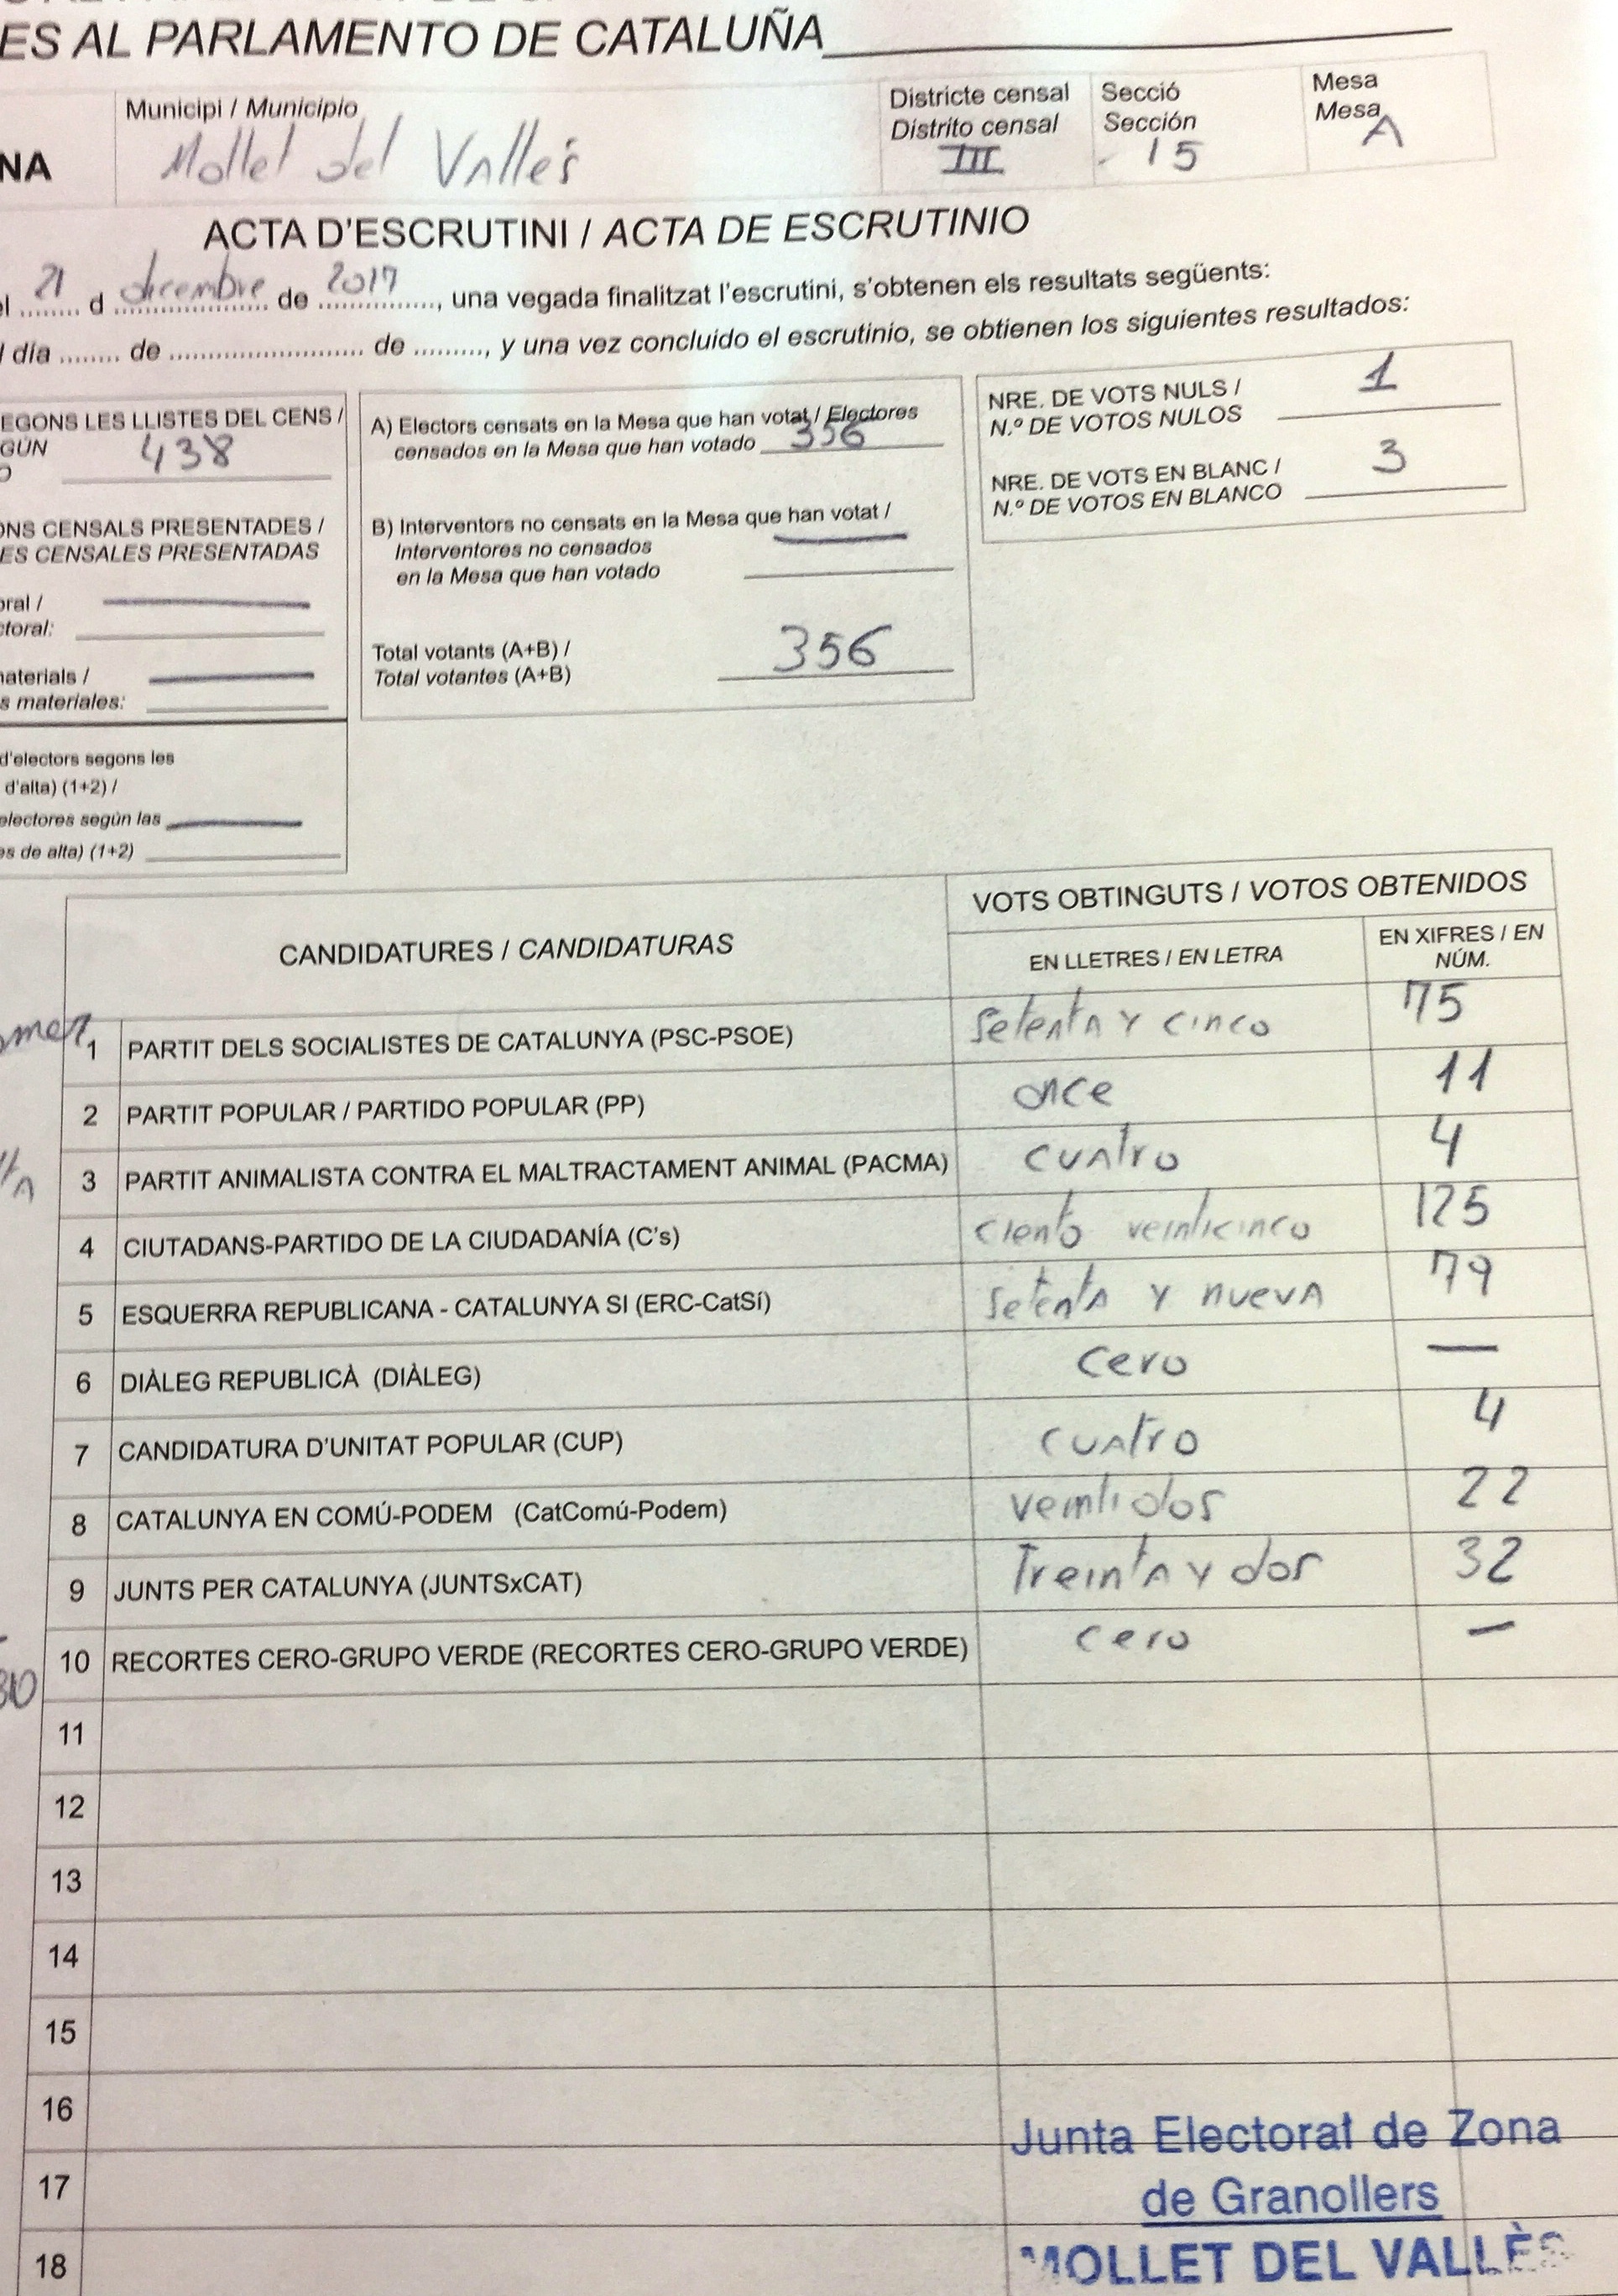 ES AL PARLAMENTO DE CATALUÑA
Municipi / Municipio
Mollet del Vallés
Districte censal
Distrito censal
III
Secció
Sección
15
Mesa
Mesa
A
NA
ACTA D'ESCRUTINI / ACTA DE ESCRUTINIO
el 21 d dicembre de 2017, una vegada finalitzat l'escrutini, s'obtenen els resultats següents:
día ........ de ........................ de ........., y una vez concluido el escrutinio, se obtienen los siguientes resultados:
EGONS LES LLISTES DEL CENS /
GÚN
O
438
ONS CENSALS PRESENTADES /
ES CENSALES PRESENTADAS
oral /
ctoral:
materials /
s materiales:
d'electors segons les
d'alta) (1+2) /
electores según las
es de alta) (1+2)
A) Electors censats en la Mesa que han votat / Electores
censados en la Mesa que han votado 356
B) Interventors no censats en la Mesa que han votat /
Interventores no censados
en la Mesa que han votado
Total votants (A+B) /
Total votantes (A+B)
356
NRE. DE VOTS NULS /
N.º DE VOTOS NULOS
1
NRE. DE VOTS EN BLANC /
N.º DE VOTOS EN BLANCO
3
CANDIDATURES / CANDIDATURAS
VOTS OBTINGUTS / VOTOS OBTENIDOS
EN LLETRES / EN LETRA
EN XIFRES / EN
NÚM.
1 PARTIT DELS SOCIALISTES DE CATALUNYA (PSC-PSOE) Setenta y cinco 75
2 PARTIT POPULAR / PARTIDO POPULAR (PP) once 11
3 PARTIT ANIMALISTA CONTRA EL MALTRACTAMENT ANIMAL (PACMA) cuatro 4
4 CIUTADANS-PARTIDO DE LA CIUDADANÍA (C's) ciento veinticinco 125
5 ESQUERRA REPUBLICANA - CATALUNYA SI (ERC-CatSí) Setenta y nueva 79
6 DIÀLEG REPUBLICÀ (DIÀLEG) cero —
7 CANDIDATURA D'UNITAT POPULAR (CUP) cuatro 4
8 CATALUNYA EN COMÚ-PODEM (CatComú-Podem) veintidos 22
9 JUNTS PER CATALUNYA (JUNTSxCAT) Treinta y dos 32
10 RECORTES CERO-GRUPO VERDE (RECORTES CERO-GRUPO VERDE) cero —
11
12
13
14
15
16
17
18
Junta Electoral de Zona
de Granollers
MOLLET DEL VALLÈS